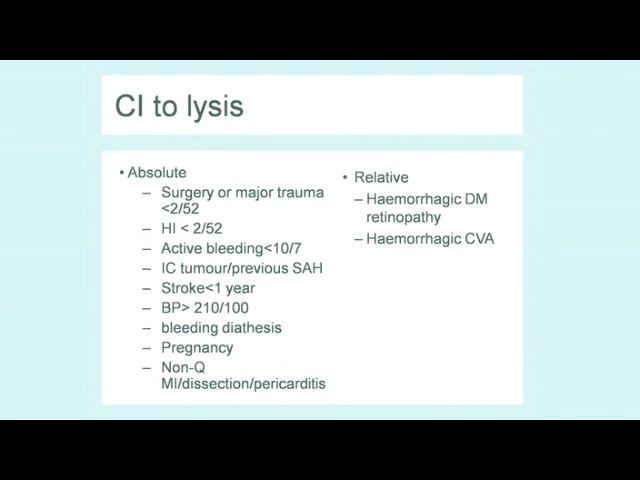 CI to lysis
• Absolute
– Surgery or major trauma
<2/52
– HI < 2/52
– Active bleeding<10/7
– IC tumour/previous SAH
– Stroke<1 year
– BP> 210/100
– bleeding diathesis
– Pregnancy
– Non-Q
MI/dissection/pericarditis
• Relative
– Haemorrhagic DM
retinopathy
– Haemorrhagic CVA